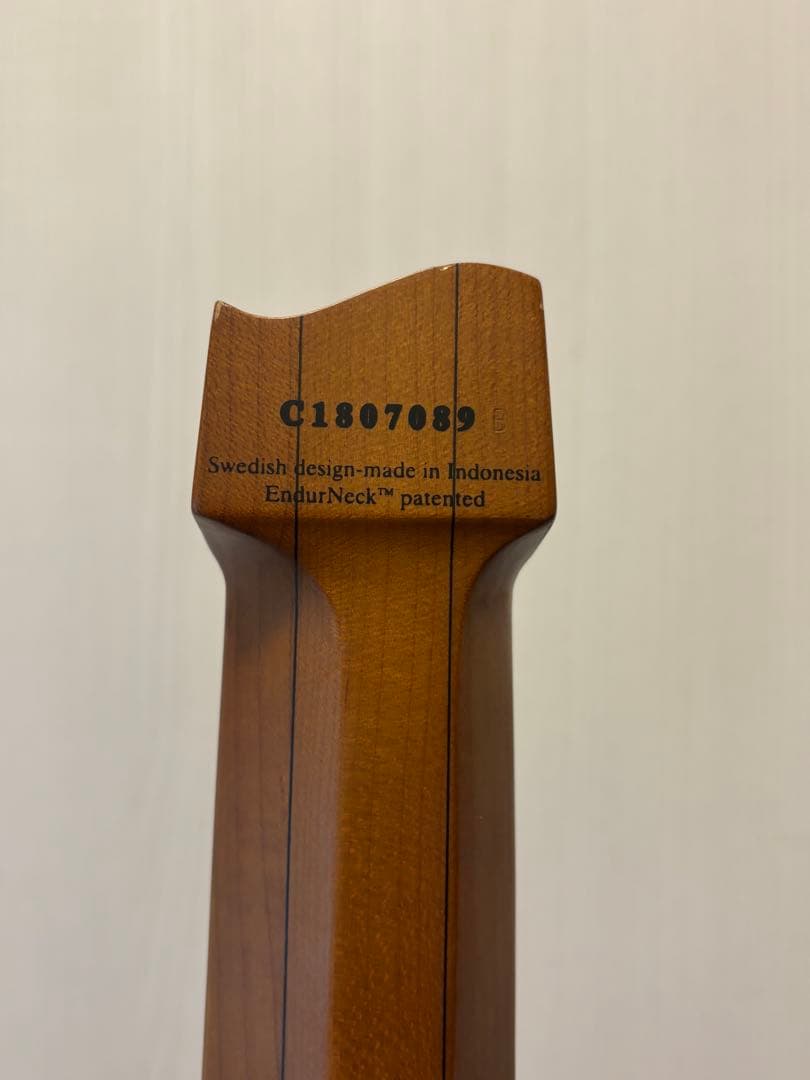 C1807089 B
Swedish design-made in Indonesia
EndurNeck™ patented